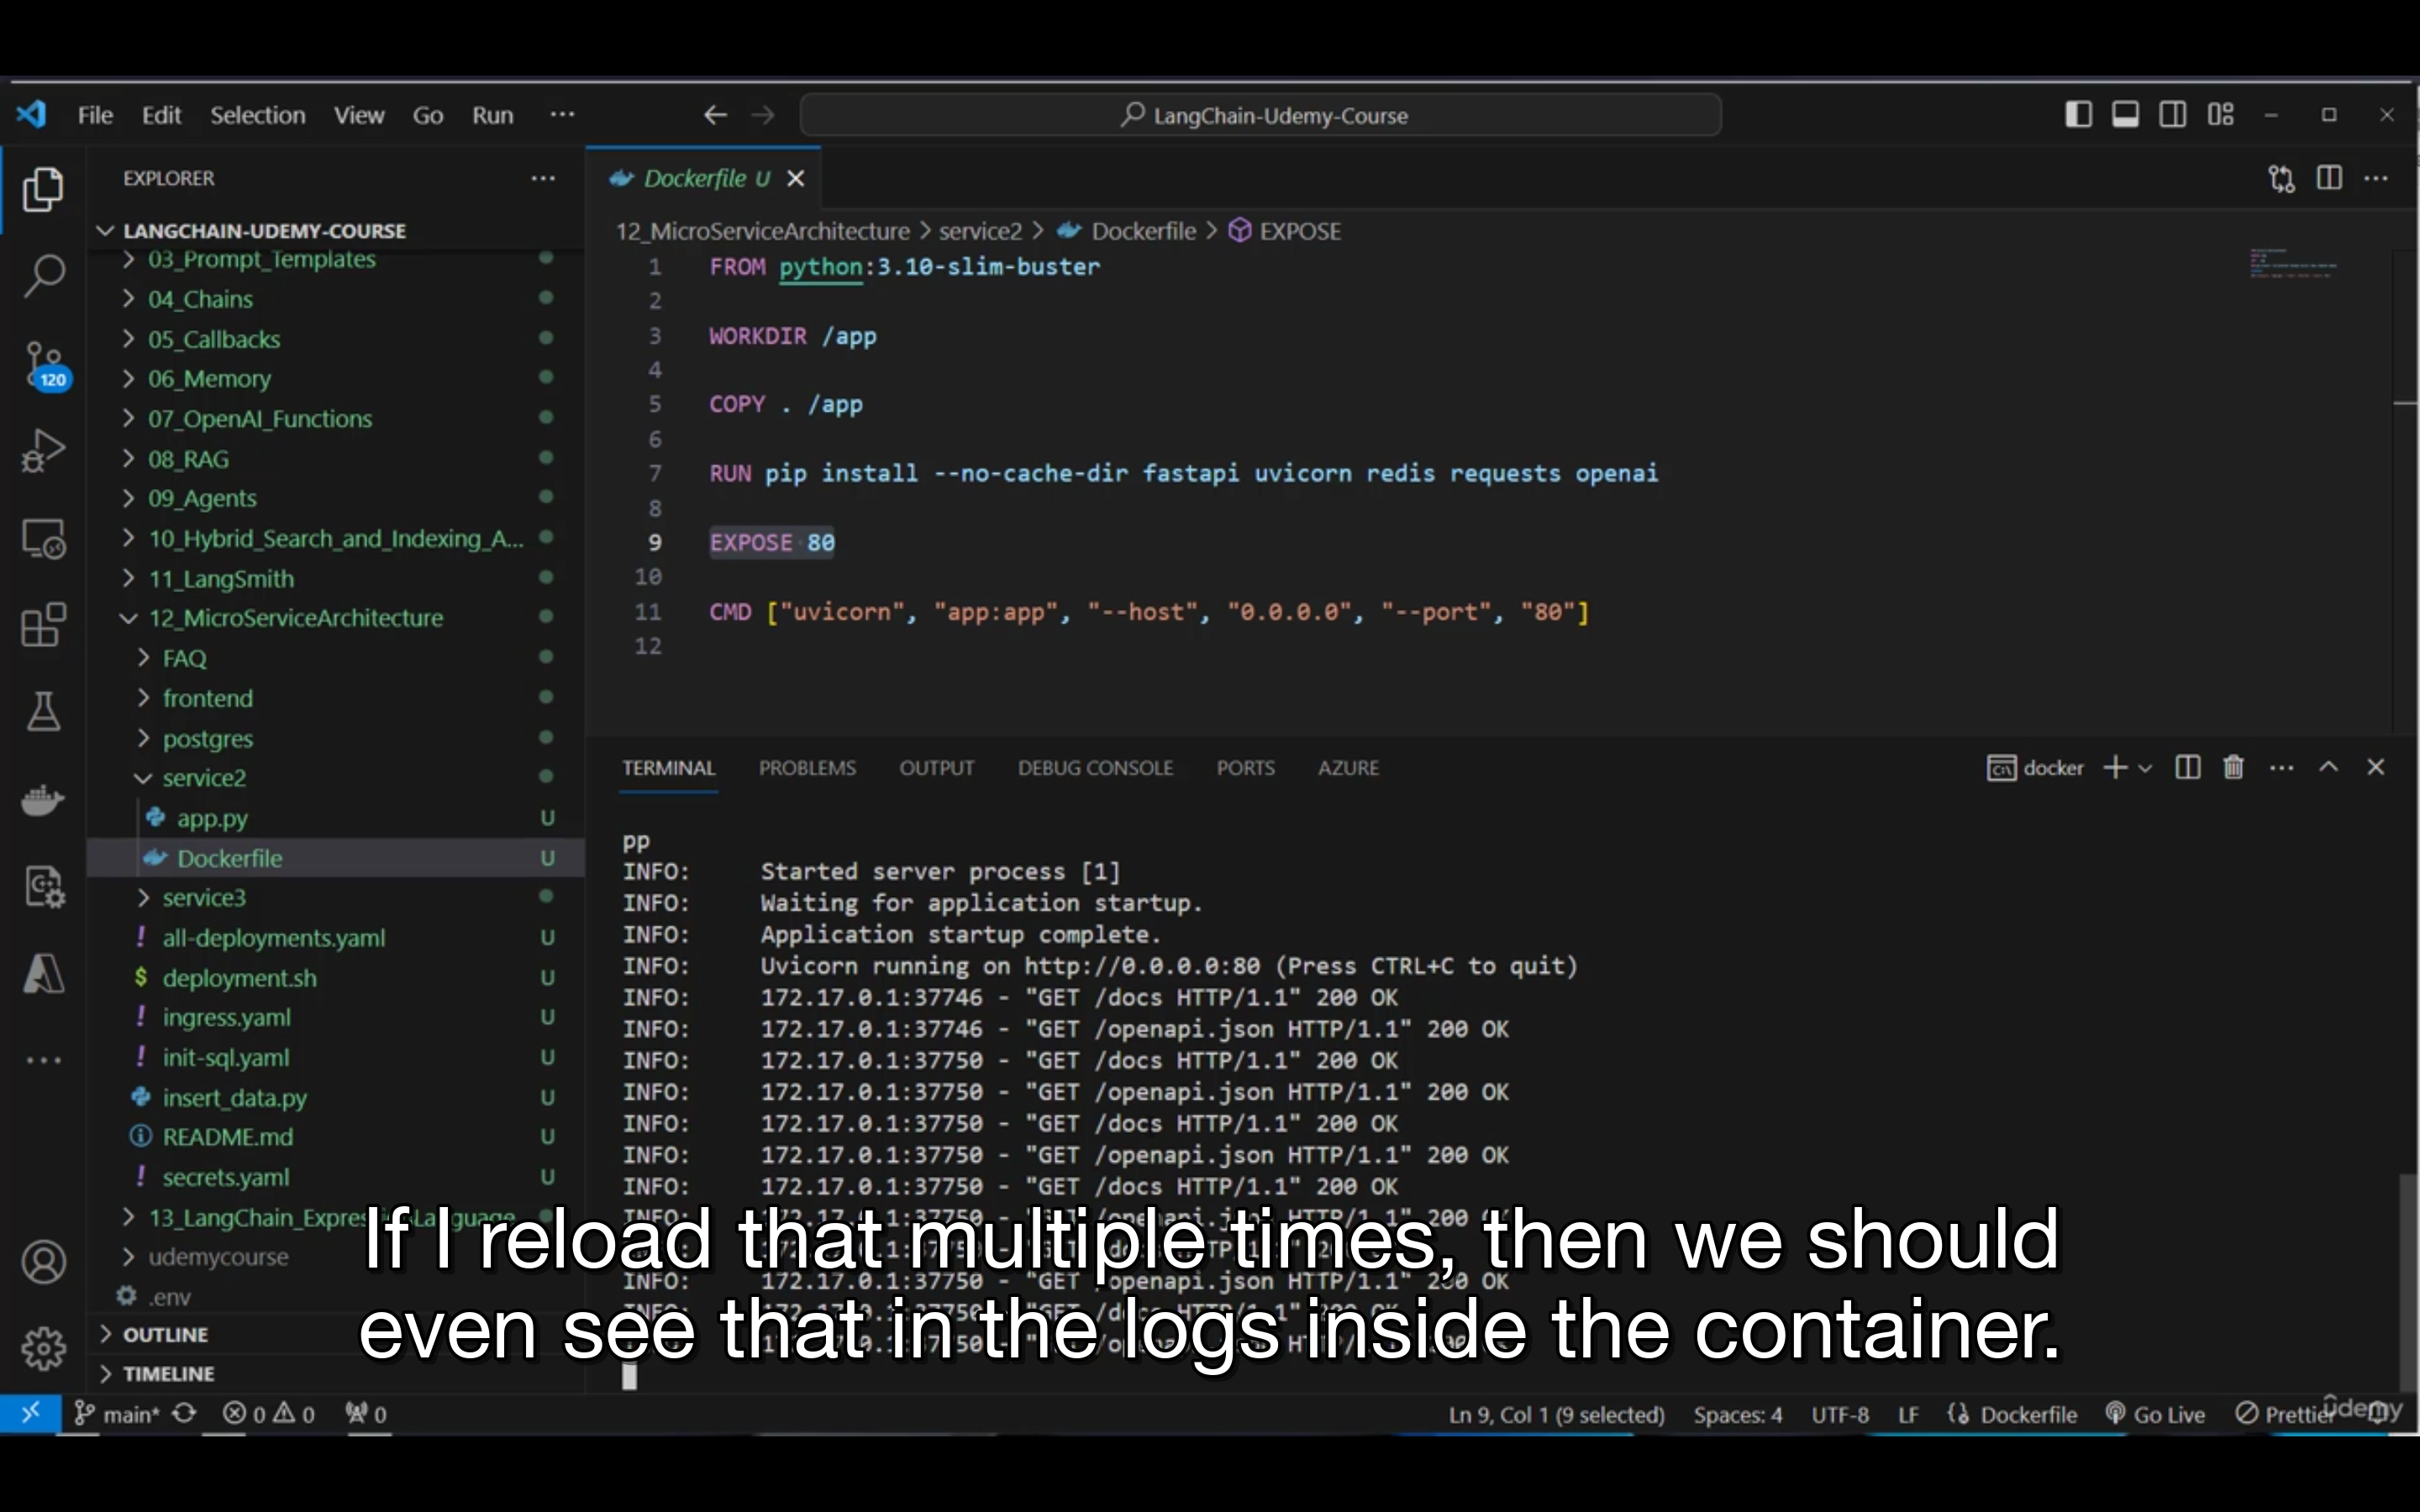 File Edit Selection View Go Run ··· LangChain-Udemy-Course
EXPLORER ···
LANGCHAIN-UDEMY-COURSE
03_Prompt_Templates
04_Chains
05_Callbacks
06_Memory
07_OpenAI_Functions
08_RAG
09_Agents
10_Hybrid_Search_and_Indexing_A...
11_LangSmith
12_MicroServiceArchitecture
FAQ
frontend
postgres
service2
app.py U
Dockerfile U
service3
! all-deployments.yaml U
$ deployment.sh U
! ingress.yaml U
! init-sql.yaml U
insert_data.py U
README.md U
! secrets.yaml U
13_LangChain_Expression_Language
udemycourse
.env
OUTLINE
TIMELINE
120
Dockerfile U
12_MicroServiceArchitecture > service2 > Dockerfile > EXPOSE
1 FROM python:3.10-slim-buster
2
3 WORKDIR /app
4
5 COPY . /app
6
7 RUN pip install --no-cache-dir fastapi uvicorn redis requests openai
8
9 EXPOSE 80
10
11 CMD ["uvicorn", "app:app", "--host", "0.0.0.0", "--port", "80"]
12
TERMINAL PROBLEMS OUTPUT DEBUG CONSOLE PORTS AZURE docker
pp
INFO: Started server process [1]
INFO: Waiting for application startup.
INFO: Application startup complete.
INFO: Uvicorn running on http://0.0.0.0:80 (Press CTRL+C to quit)
INFO: 172.17.0.1:37746 - "GET /docs HTTP/1.1" 200 OK
INFO: 172.17.0.1:37746 - "GET /openapi.json HTTP/1.1" 200 OK
INFO: 172.17.0.1:37750 - "GET /docs HTTP/1.1" 200 OK
INFO: 172.17.0.1:37750 - "GET /openapi.json HTTP/1.1" 200 OK
INFO: 172.17.0.1:37750 - "GET /docs HTTP/1.1" 200 OK
INFO: 172.17.0.1:37750 - "GET /openapi.json HTTP/1.1" 200 OK
INFO: 172.17.0.1:37750 - "GET /docs HTTP/1.1" 200 OK
INFO: 172.17.0.1:37750 - "GET /openapi.json HTTP/1.1" 200 OK
If I reload that multiple times, then we should
even see that in the logs inside the container.
main* 0 0 0 Ln 9, Col 1 (9 selected) Spaces: 4 UTF-8 LF Dockerfile Go Live Prettier
ûdemy